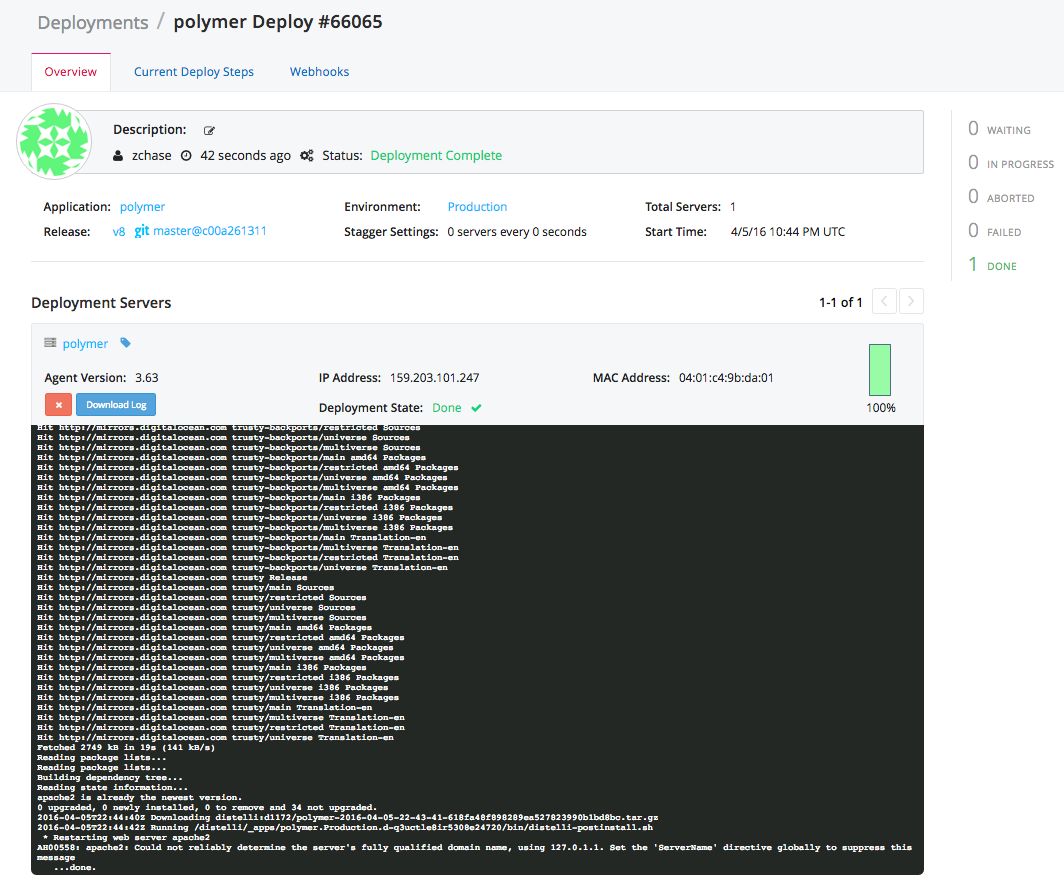 Deployments / polymer Deploy #66065
Overview Current Deploy Steps Webhooks
Description:
zchase 42 seconds ago Status: Deployment Complete
0 WAITING
0 IN PROGRESS
0 ABORTED
0 FAILED
1 DONE
Application: polymer Environment: Production Total Servers: 1
Release: v8 git master@c00a261311 Stagger Settings: 0 servers every 0 seconds Start Time: 4/5/16 10:44 PM UTC
Deployment Servers 1-1 of 1
polymer
Agent Version: 3.63 IP Address: 159.203.101.247 MAC Address: 04:01:c4:9b:da:01
Download Log Deployment State: Done 100%
Hit http://mirrors.digitalocean.com trusty-backports/restricted Sources
Hit http://mirrors.digitalocean.com trusty-backports/universe Sources
Hit http://mirrors.digitalocean.com trusty-backports/multiverse Sources
Hit http://mirrors.digitalocean.com trusty-backports/main amd64 Packages
Hit http://mirrors.digitalocean.com trusty-backports/restricted amd64 Packages
Hit http://mirrors.digitalocean.com trusty-backports/universe amd64 Packages
Hit http://mirrors.digitalocean.com trusty-backports/multiverse amd64 Packages
Hit http://mirrors.digitalocean.com trusty-backports/main i386 Packages
Hit http://mirrors.digitalocean.com trusty-backports/restricted i386 Packages
Hit http://mirrors.digitalocean.com trusty-backports/universe i386 Packages
Hit http://mirrors.digitalocean.com trusty-backports/multiverse i386 Packages
Hit http://mirrors.digitalocean.com trusty-backports/main Translation-en
Hit http://mirrors.digitalocean.com trusty-backports/multiverse Translation-en
Hit http://mirrors.digitalocean.com trusty-backports/restricted Translation-en
Hit http://mirrors.digitalocean.com trusty-backports/universe Translation-en
Hit http://mirrors.digitalocean.com trusty Release
Hit http://mirrors.digitalocean.com trusty/main Sources
Hit http://mirrors.digitalocean.com trusty/restricted Sources
Hit http://mirrors.digitalocean.com trusty/universe Sources
Hit http://mirrors.digitalocean.com trusty/multiverse Sources
Hit http://mirrors.digitalocean.com trusty/main amd64 Packages
Hit http://mirrors.digitalocean.com trusty/restricted amd64 Packages
Hit http://mirrors.digitalocean.com trusty/universe amd64 Packages
Hit http://mirrors.digitalocean.com trusty/multiverse amd64 Packages
Hit http://mirrors.digitalocean.com trusty/main i386 Packages
Hit http://mirrors.digitalocean.com trusty/restricted i386 Packages
Hit http://mirrors.digitalocean.com trusty/universe i386 Packages
Hit http://mirrors.digitalocean.com trusty/multiverse i386 Packages
Hit http://mirrors.digitalocean.com trusty/main Translation-en
Hit http://mirrors.digitalocean.com trusty/multiverse Translation-en
Hit http://mirrors.digitalocean.com trusty/restricted Translation-en
Hit http://mirrors.digitalocean.com trusty/universe Translation-en
Fetched 2749 kB in 19s (141 kB/s)
Reading package lists...
Reading package lists...
Building dependency tree...
Reading state information...
apache2 is already the newest version.
0 upgraded, 0 newly installed, 0 to remove and 34 not upgraded.
2016-04-05T22:44:40Z Downloading distelli:d1172/polymer-2016-04-05-22-43-41-618fa48f898289ea527823990b1bd8bc.tar.gz
2016-04-05T22:44:42Z Running /distelli/_apps/polymer.Production.d-q3uctle8ir5308e24720/bin/distelli-postinstall.sh
* Restarting web server apache2
AH00558: apache2: Could not reliably determine the server's fully qualified domain name, using 127.0.1.1. Set the 'ServerName' directive globally to suppress this
message
...done.